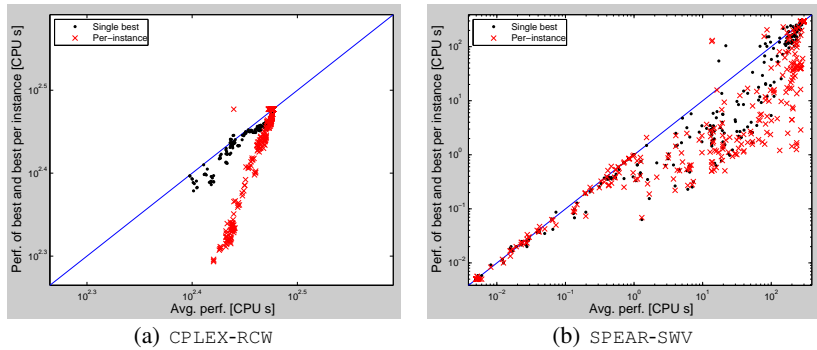 Perf. of best and best per instance [CPU s]
Single best
Per-instance
10^2.5
10^2.4
10^2.3
10^2.3
10^2.4
10^2.5
Avg. perf. [CPU s]
(a) CPLEX-RCW
Perf. of best and best per instance [CPU s]
Single best
Per-instance
10^2
10^1
10^0
10^-1
10^-2
10^-2
10^-1
10^0
10^1
10^2
Avg. perf. [CPU s]
(b) SPEAR-SWV